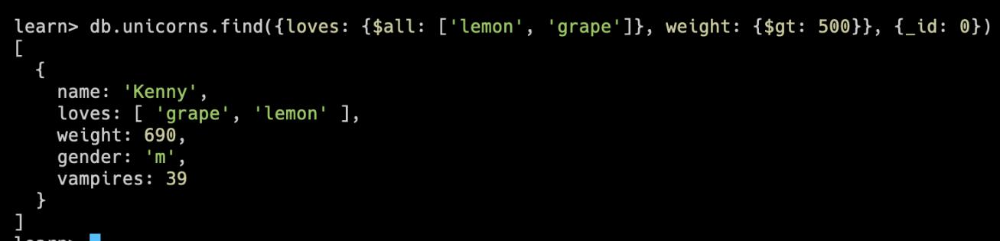 learn> db.unicorns.find({loves: {$all: ['lemon', 'grape']}, weight: {$gt: 500}}, {_id: 0})
[
  {
    name: 'Kenny',
    loves: [ 'grape', 'lemon' ],
    weight: 690,
    gender: 'm',
    vampires: 39
  }
]
learn>